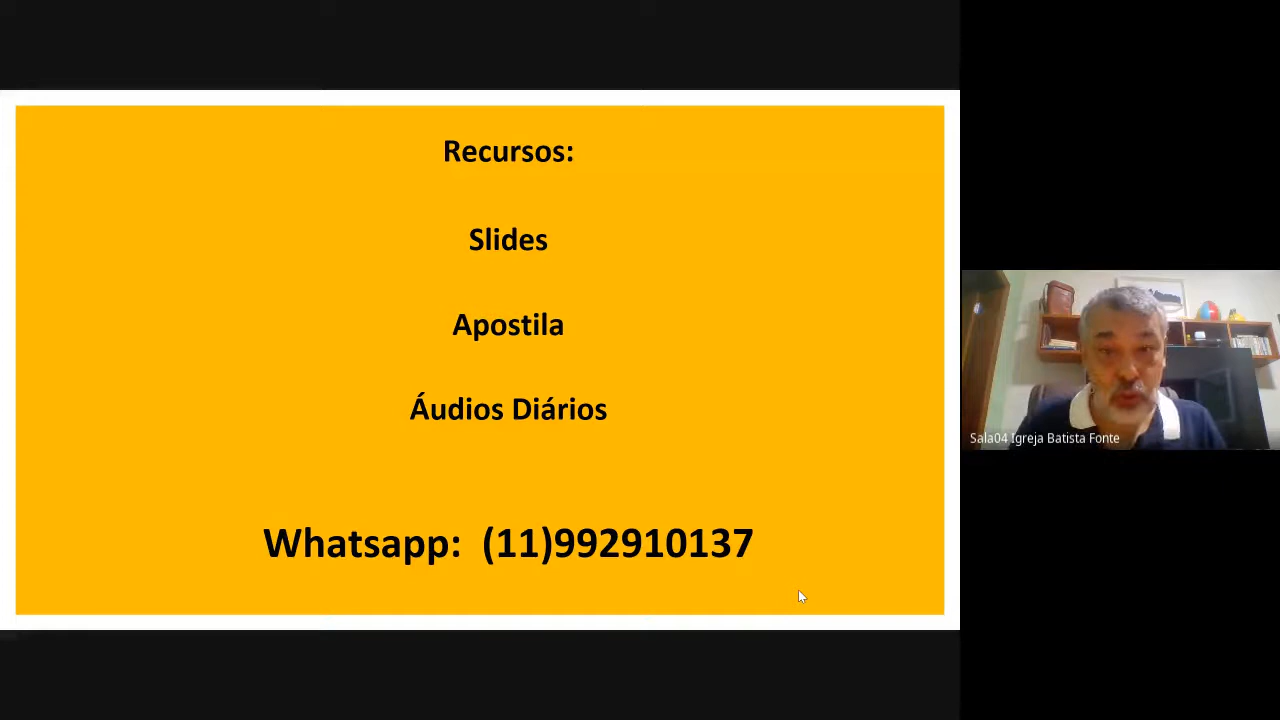 Recursos:
Slides
Apostila
Áudios Diários
Whatsapp: (11)992910137
Sala04 Igreja Batista Fonte